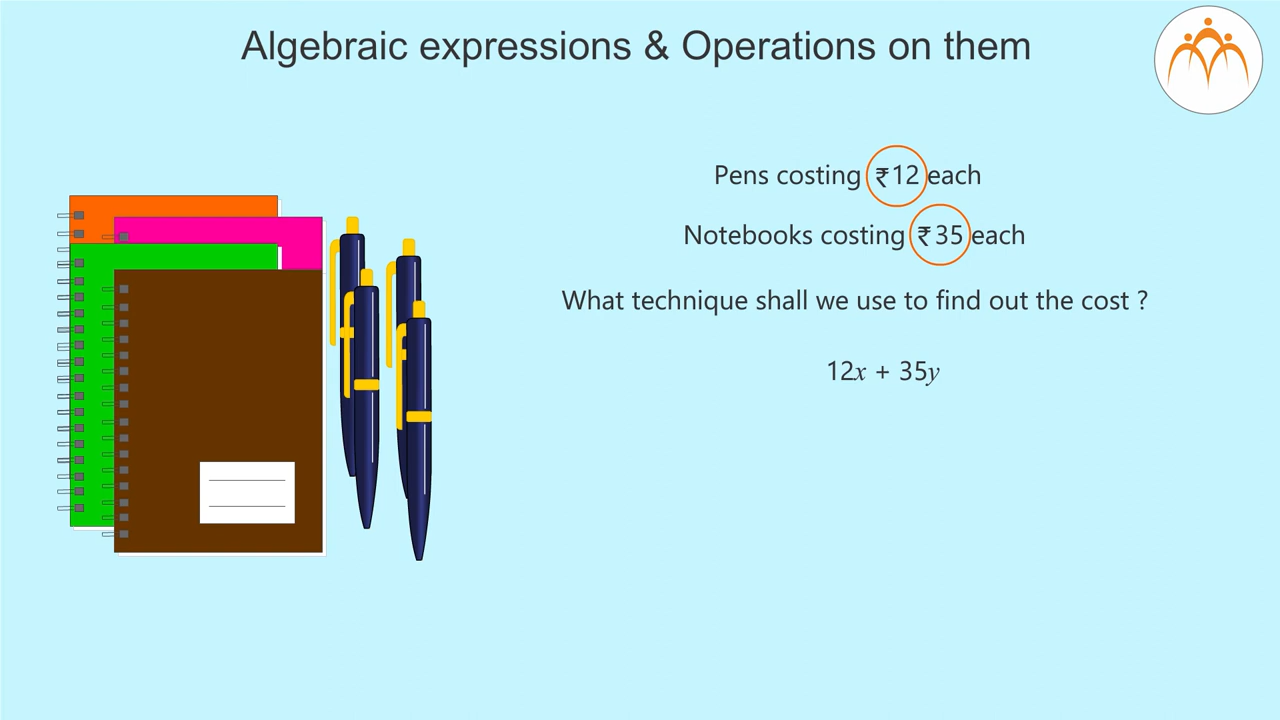 Algebraic expressions & Operations on them
Pens costing ₹12 each
Notebooks costing ₹35 each
What technique shall we use to find out the cost ?
12x + 35y